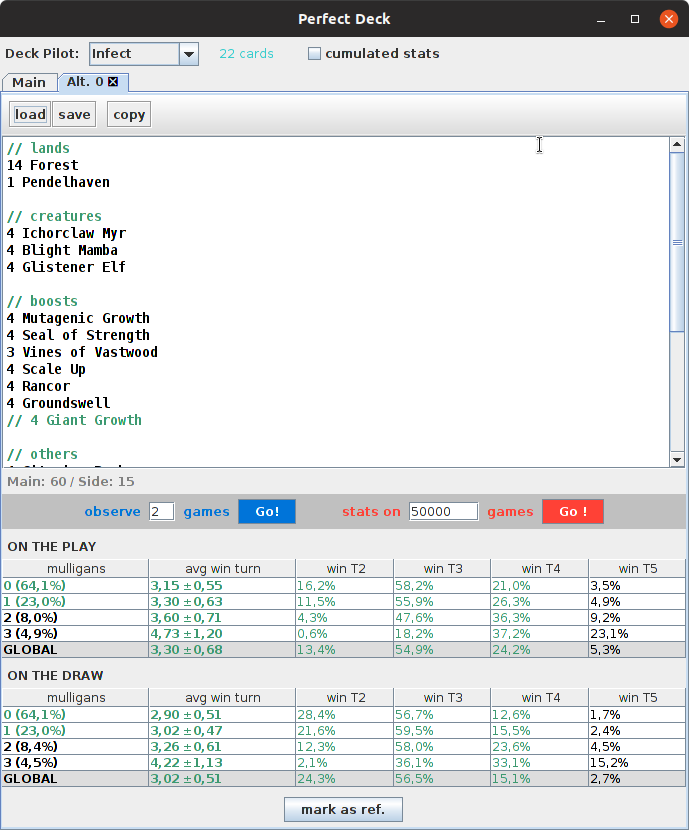 Perfect Deck
Deck Pilot: Infect 22 cards cumulated stats
Main Alt. 0
load save copy
// lands
14 Forest
1 Pendelhaven
// creatures
4 Ichorclaw Myr
4 Blight Mamba
4 Glistener Elf
// boosts
4 Mutagenic Growth
4 Seal of Strength
3 Vines of Vastwood
4 Scale Up
4 Rancor
4 Groundswell
// 4 Giant Growth
// others
Main: 60 / Side: 15
observe 2 games Go! stats on 50000 games Go !
ON THE PLAY
mulligans avg win turn win T2 win T3 win T4 win T5
0 (64,1%) 3,15 ±0,55 16,2% 58,2% 21,0% 3,5%
1 (23,0%) 3,30 ±0,63 11,5% 55,9% 26,3% 4,9%
2 (8,0%) 3,60 ±0,71 4,3% 47,6% 36,3% 9,2%
3 (4,9%) 4,73 ±1,20 0,6% 18,2% 37,2% 23,1%
GLOBAL 3,30 ±0,68 13,4% 54,9% 24,2% 5,3%
ON THE DRAW
mulligans avg win turn win T2 win T3 win T4 win T5
0 (64,1%) 2,90 ±0,51 28,4% 56,7% 12,6% 1,7%
1 (23,0%) 3,02 ±0,47 21,6% 59,5% 15,5% 2,4%
2 (8,4%) 3,26 ±0,61 12,3% 58,0% 23,6% 4,5%
3 (4,5%) 4,22 ±1,13 2,1% 36,1% 33,1% 15,2%
GLOBAL 3,02 ±0,51 24,3% 56,5% 15,1% 2,7%
mark as ref.